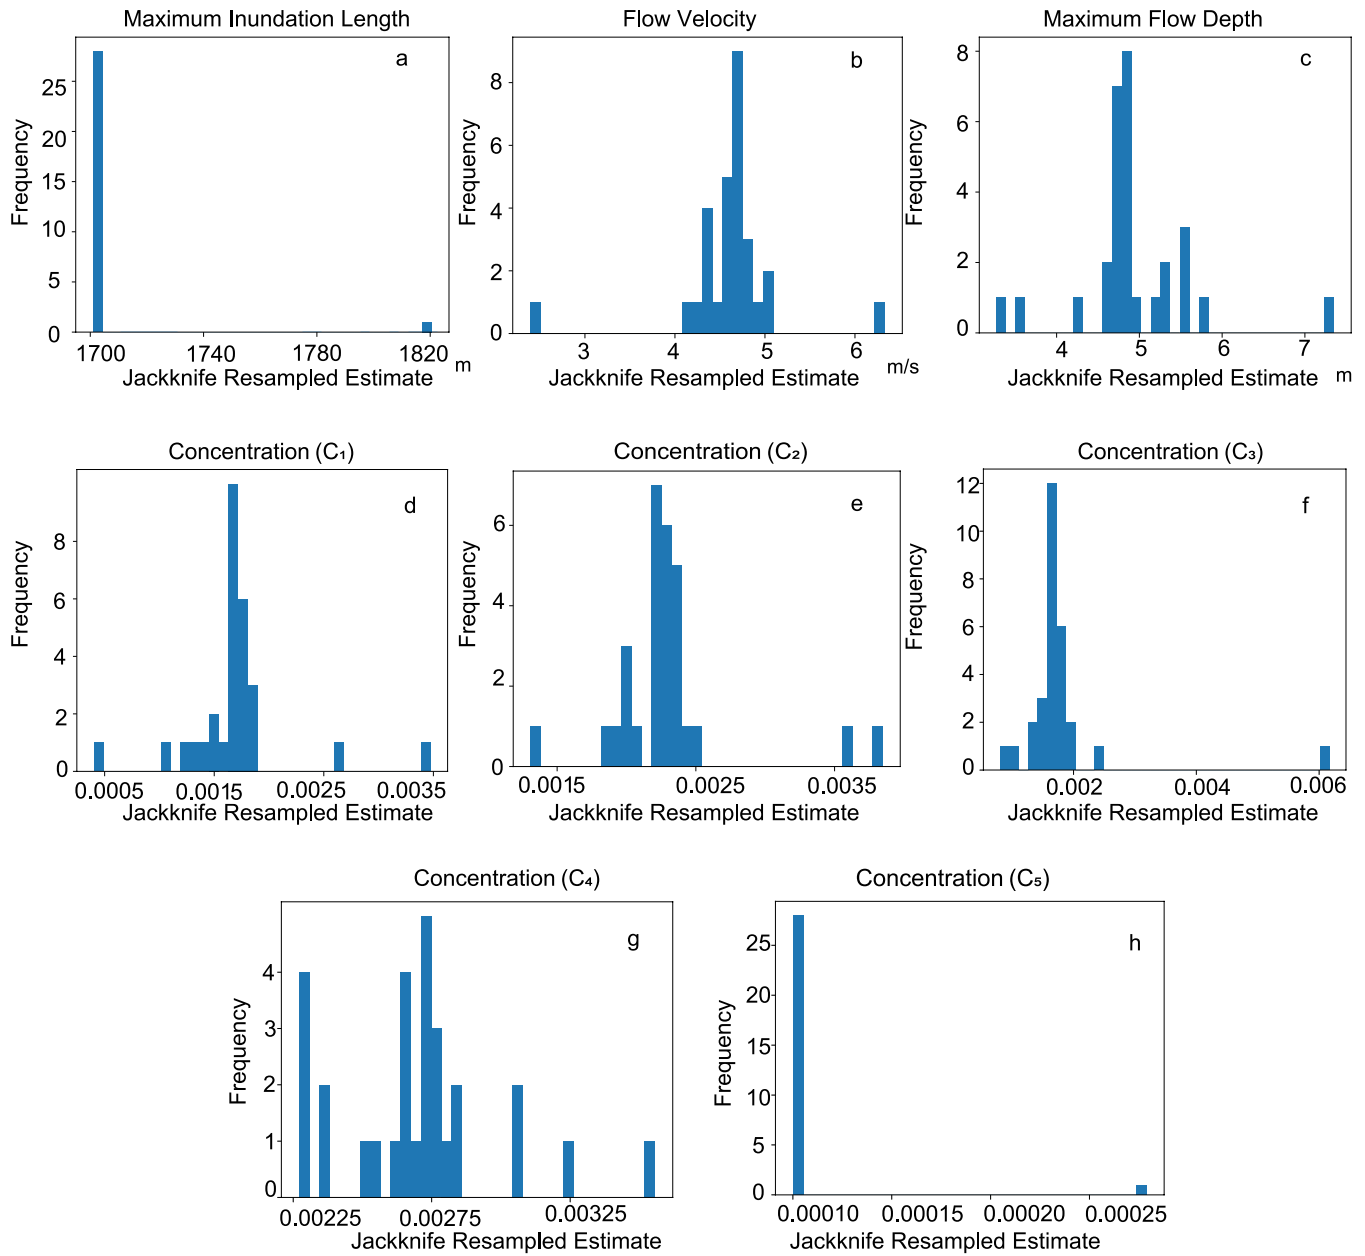 Maximum Inundation Length
Flow Velocity
Maximum Flow Depth
a
b
c
Frequency
Frequency
Frequency
25
20
15
10
5
0
8
6
4
2
0
8
6
4
2
0
1700 1740 1780 1820 m
3 4 5 6 m/s
4 5 6 7 m
Jackknife Resampled Estimate
Jackknife Resampled Estimate
Jackknife Resampled Estimate
Concentration (C₁)
Concentration (C₂)
Concentration (C₃)
d
e
f
Frequency
Frequency
Frequency
8
6
4
2
0
6
4
2
0
12
10
8
6
4
2
0
0.0005 0.0015 0.0025 0.0035
0.0015 0.0025 0.0035
0.002 0.004 0.006
Jackknife Resampled Estimate
Jackknife Resampled Estimate
Jackknife Resampled Estimate
Concentration (C₄)
Concentration (C₅)
g
h
Frequency
Frequency
4
3
2
1
0
25
20
15
10
5
0
0.00225 0.00275 0.00325
0.00010 0.00015 0.00020 0.00025
Jackknife Resampled Estimate
Jackknife Resampled Estimate